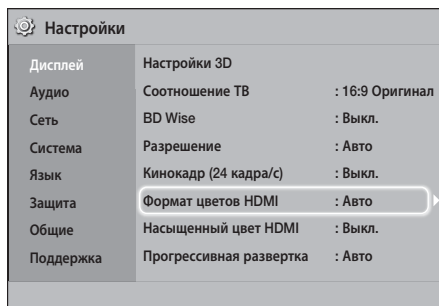 Настройки
Дисплей
Аудио
Сеть
Система
Язык
Защита
Общие
Поддержка
Настройки 3D
Соотношение ТВ : 16:9 Оригинал
BD Wise : Выкл.
Разрешение : Авто
Кинокадр (24 кадра/с) : Выкл.
Формат цветов HDMI : Авто
Насыщенный цвет HDMI : Выкл.
Прогрессивная развертка : Авто